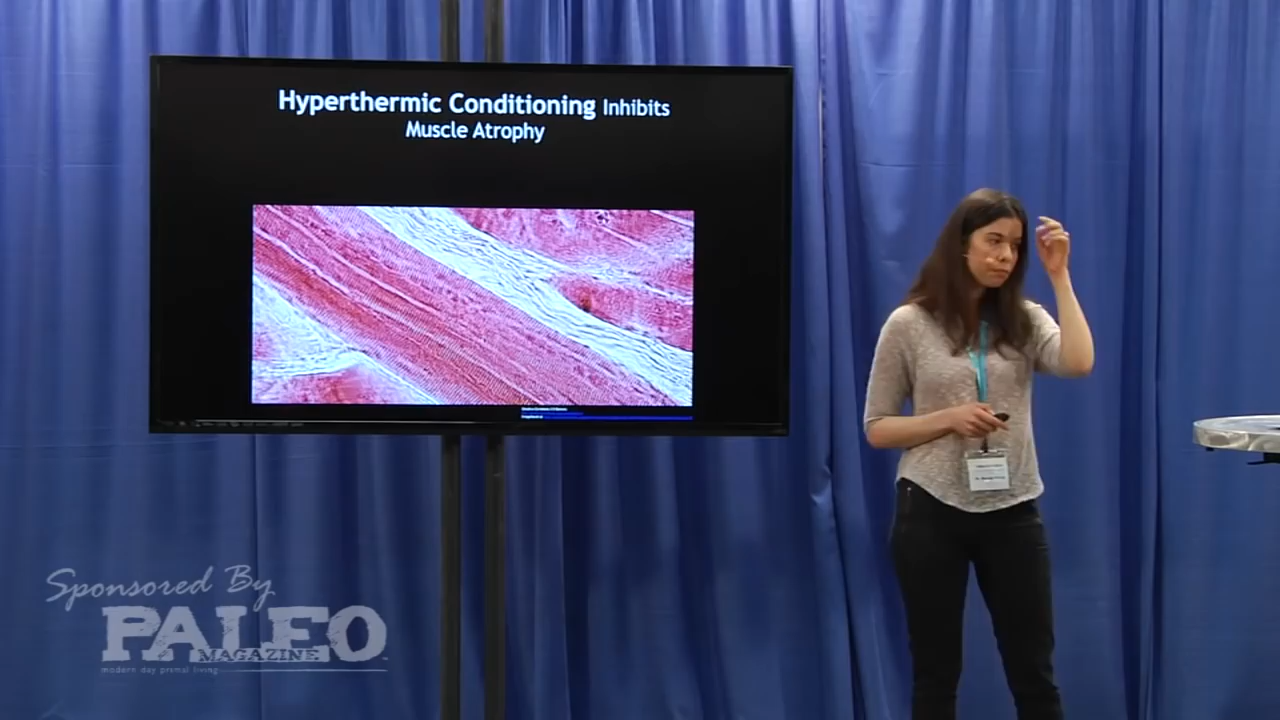 Hyperthermic Conditioning Inhibits
Muscle Atrophy
Sponsored By
PALEO
MAGAZINE
modern day primal living